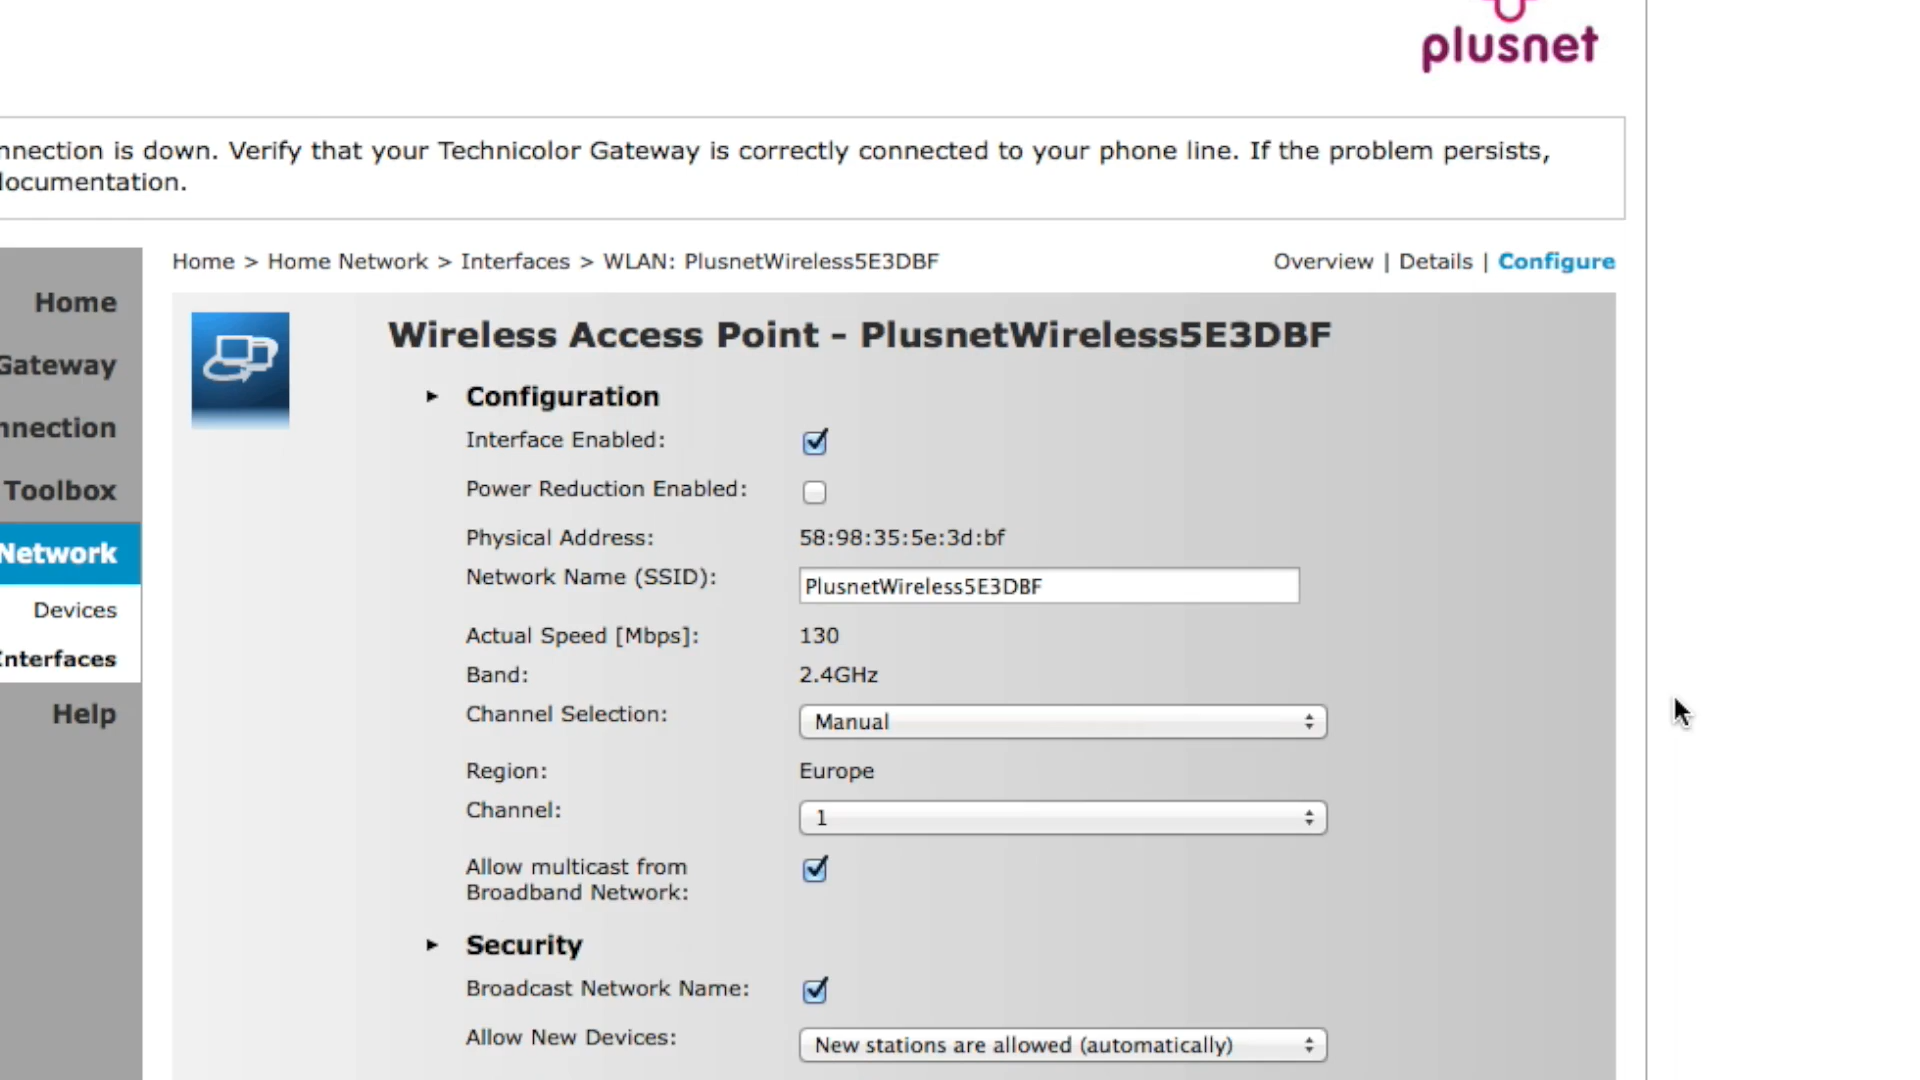 plusnet
nnection is down. Verify that your Technicolor Gateway is correctly connected to your phone line. If the problem persists,
documentation.
Home > Home Network > Interfaces > WLAN: PlusnetWireless5E3DBF
Overview | Details | Configure
Home
Gateway
nnection
Toolbox
Network
Devices
Interfaces
Help
Wireless Access Point - PlusnetWireless5E3DBF
Configuration
Interface Enabled:
Power Reduction Enabled:
Physical Address: 58:98:35:5e:3d:bf
Network Name (SSID): PlusnetWireless5E3DBF
Actual Speed [Mbps]: 130
Band: 2.4GHz
Channel Selection: Manual
Region: Europe
Channel: 1
Allow multicast from
Broadband Network:
Security
Broadcast Network Name:
Allow New Devices: New stations are allowed (automatically)